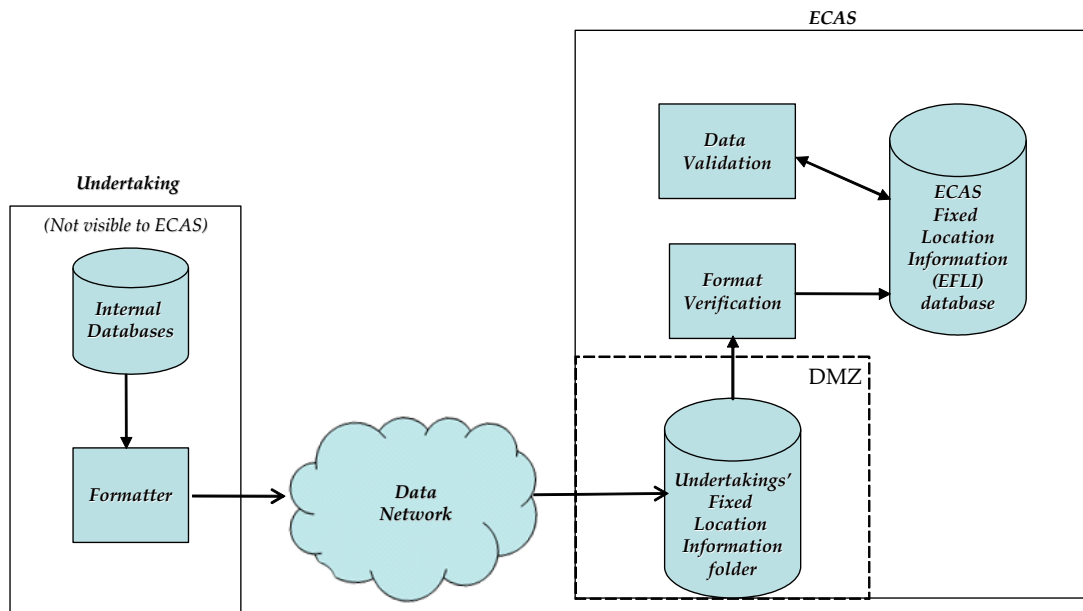 ECAS
Data
Validation
ECAS
Fixed
Location
Information
(EFLI)
database
Undertaking
(Not visible to ECAS)
Internal
Databases
Format
Verification
DMZ
Formatter
Data
Network
Undertakings’
Fixed
Location
Information
folder